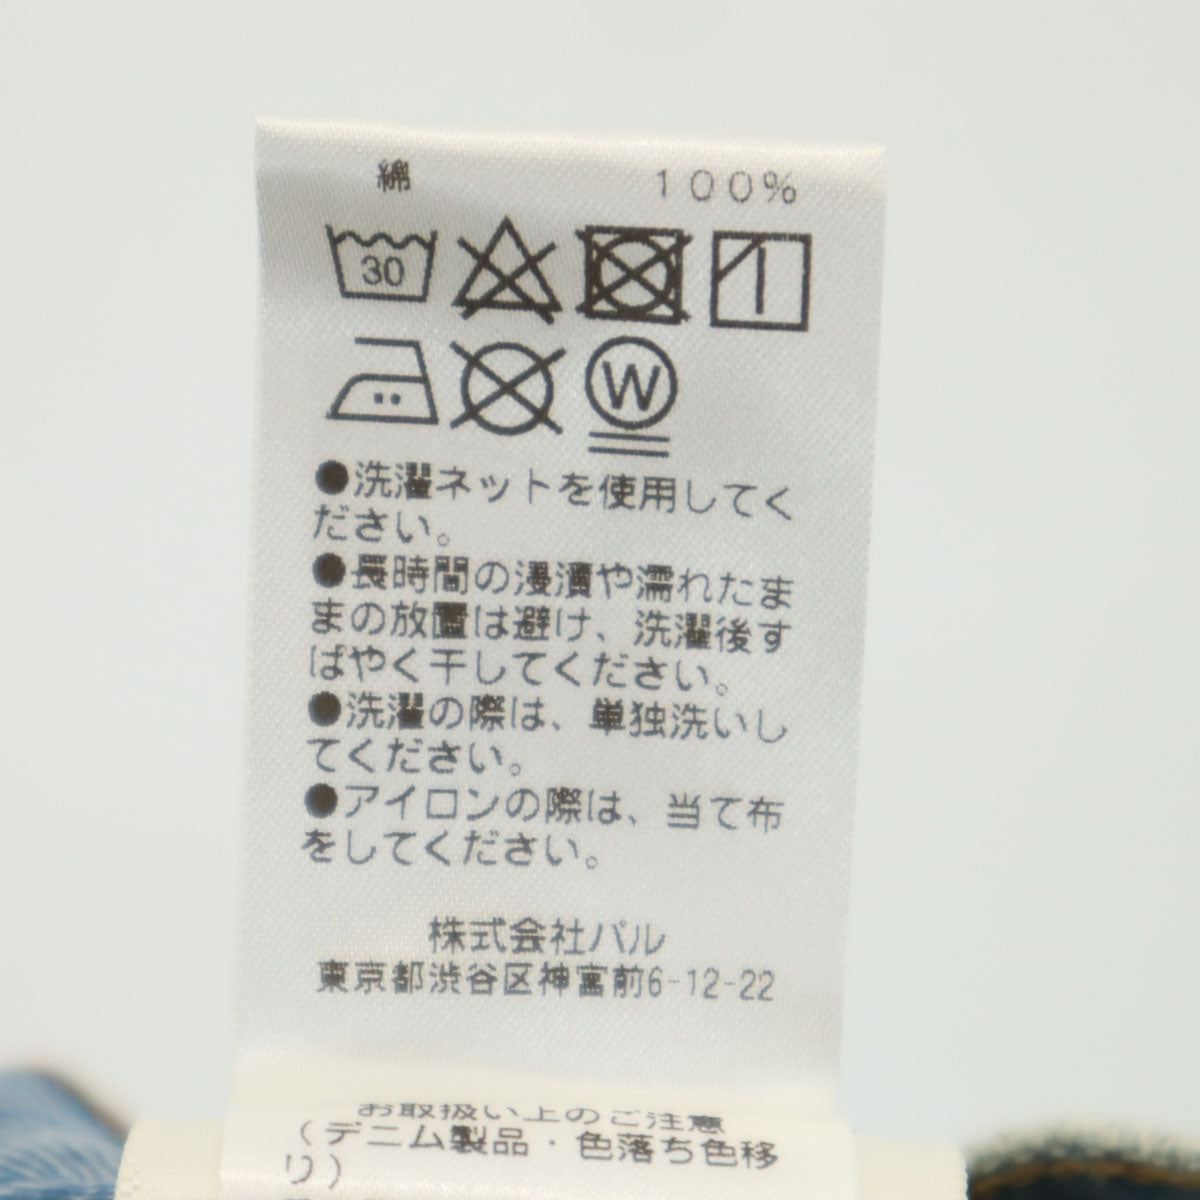 綿 100%
30
W
●洗濯ネットを使用してく
ださい。
●長時間の浸漬や濡れたま
まの放置は避け、洗濯後す
ばやく干してください。
●洗濯の際は、単独洗いし
てください。
●アイロンの際は、当て布
をしてください。
株式会社パル
東京都渋谷区神宮前6-12-22
お取扱い上のご注意
（デニム製品・色落ち色移
り）